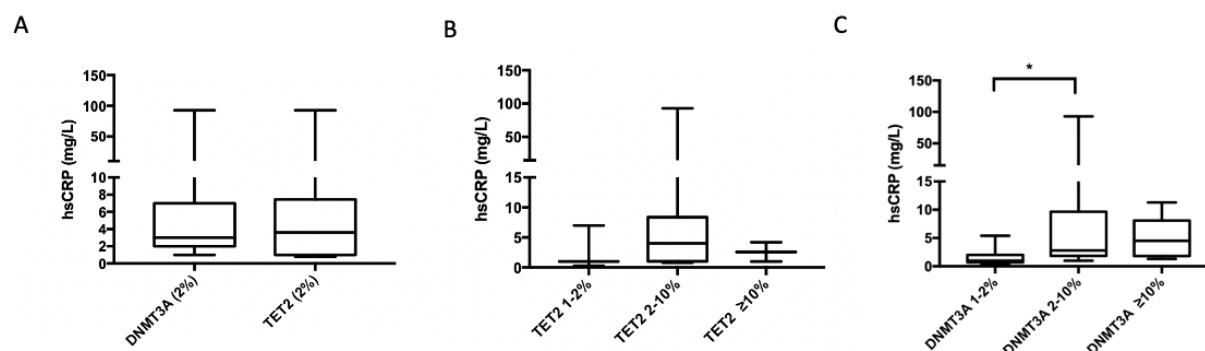 A
hsCRP (mg/L)
150
100
50
10
8
6
4
2
0
DNMT3A (2%)
TET2 (2%)
B
hsCRP (mg/L)
150
100
50
15
10
5
0
TET2 1-2%
TET2 2-10%
TET2 ≥10%
C
hsCRP (mg/L)
150
100
50
15
10
5
0
*
DNMT3A 1-2%
DNMT3A 2-10%
DNMT3A ≥10%